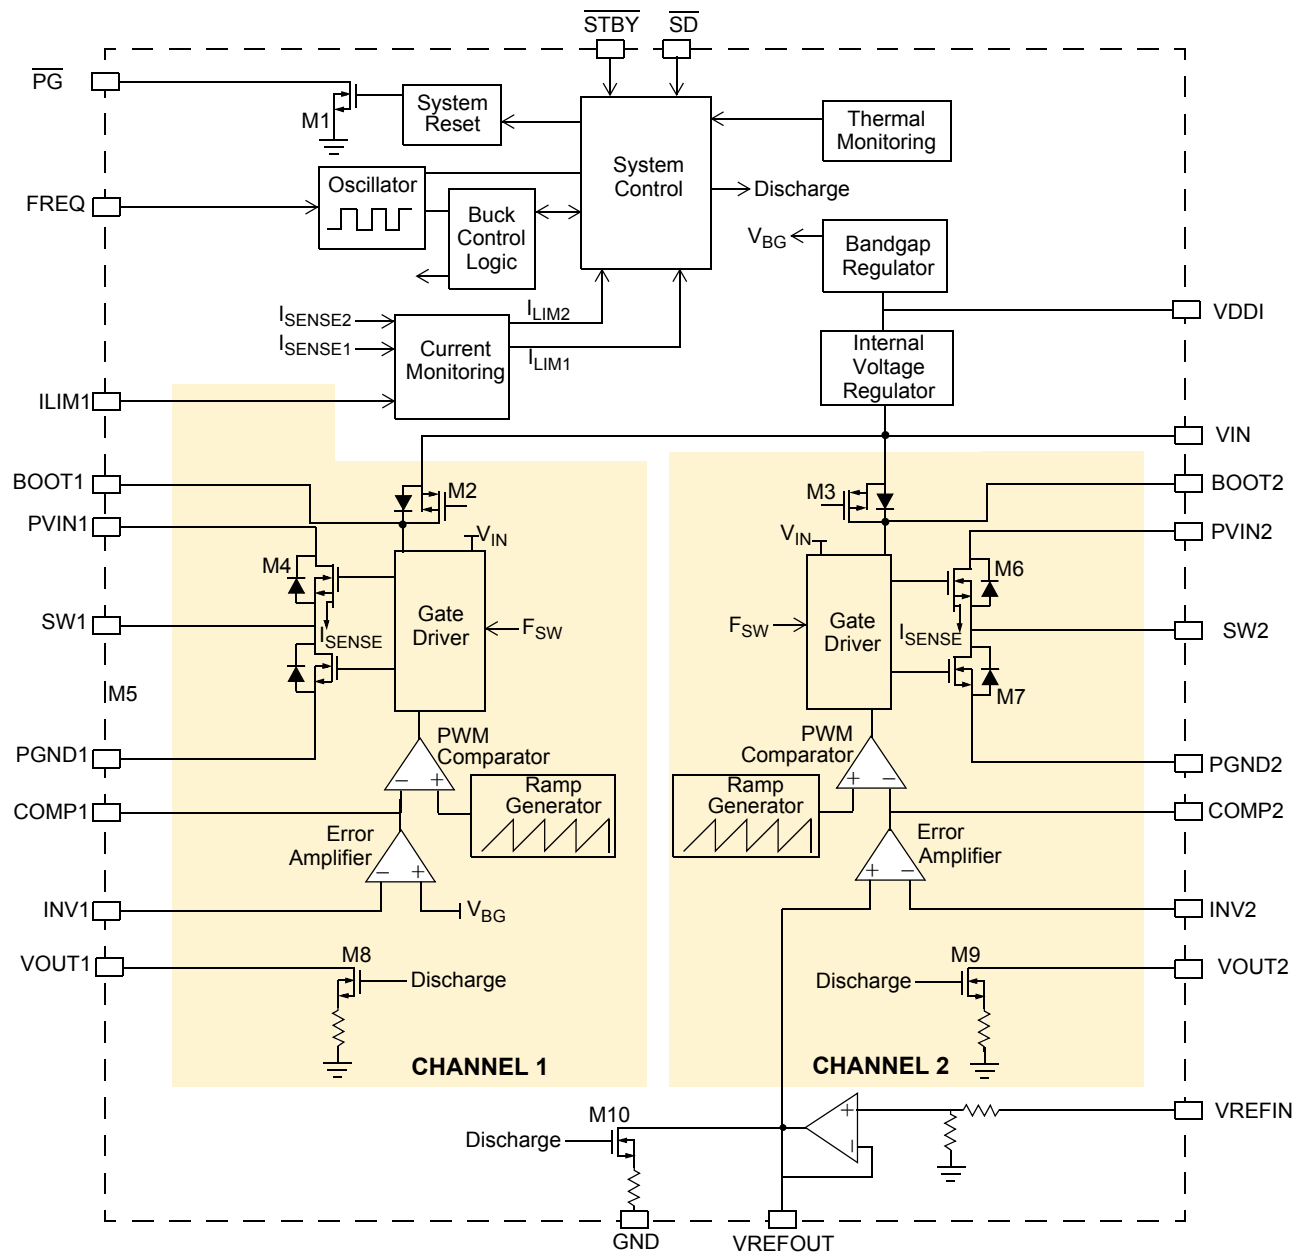 STBY
SD
PG
M1
System
Reset
System
Control
Thermal
Monitoring
Discharge
FREQ
Oscillator
Buck
Control
Logic
VBG
Bandgap
Regulator
ISENSE2
ISENSE1
ILIM2
ILIM1
Current
Monitoring
VDDI
Internal
Voltage
Regulator
ILIM1
VIN
BOOT1
M2
M3
BOOT2
PVIN1
VIN
VIN
PVIN2
M4
M6
SW1
ISENSE
Gate
Driver
FSW
FSW
Gate
Driver
ISENSE
SW2
M5
M7
PGND1
PWM
Comparator
−
+
PWM
Comparator
+
−
PGND2
COMP1
Ramp
Generator
Ramp
Generator
COMP2
Error
Amplifier
−
+
Error
Amplifier
+
−
INV1
VBG
INV2
VOUT1
M8
Discharge
M9
Discharge
VOUT2
CHANNEL 1
CHANNEL 2
M10
Discharge
+
−
VREFIN
GND
VREFOUT